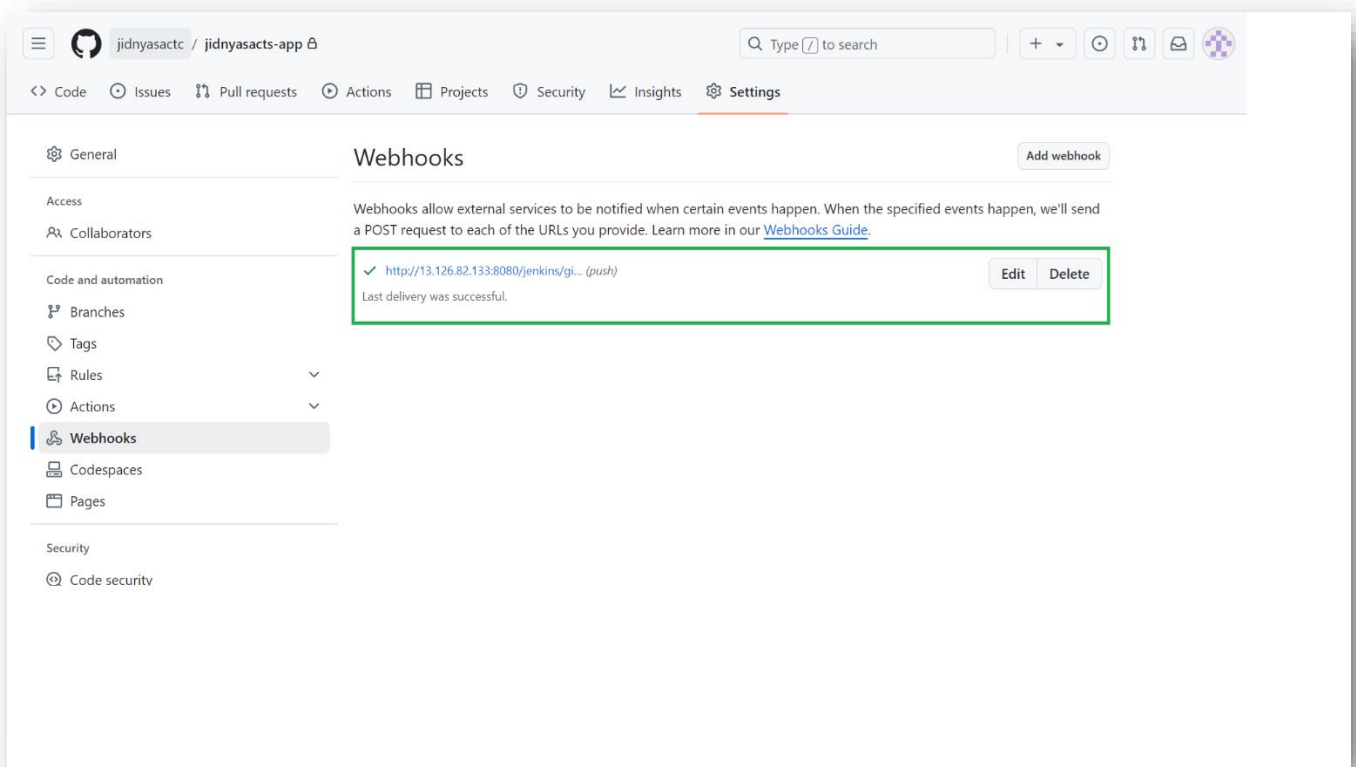 jidnyasactc / jidnyasacts-app
Type / to search
Code Issues Pull requests Actions Projects Security Insights Settings
General
Access
Collaborators
Code and automation
Branches
Tags
Rules
Actions
Webhooks
Codespaces
Pages
Security
Code security
Webhooks
Add webhook
Webhooks allow external services to be notified when certain events happen. When the specified events happen, we'll send
a POST request to each of the URLs you provide. Learn more in our Webhooks Guide.
http://13.126.82.133:8080/jenkins/gi... (push)
Edit Delete
Last delivery was successful.